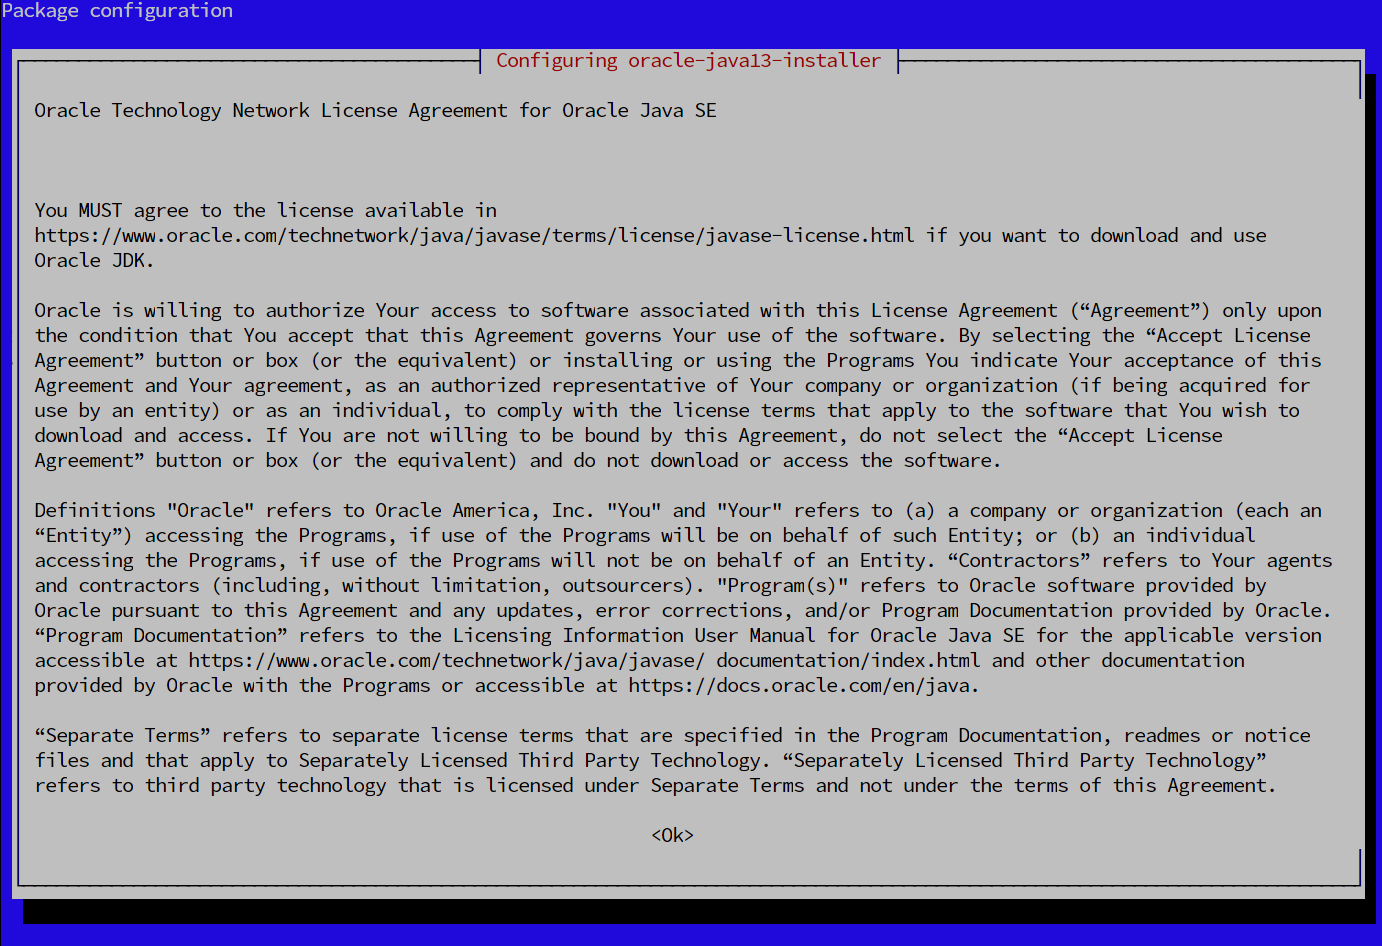 Package configuration
Configuring oracle-java13-installer
Oracle Technology Network License Agreement for Oracle Java SE
You MUST agree to the license available in
https://www.oracle.com/technetwork/java/javase/terms/license/javase-license.html if you want to download and use
Oracle JDK.
Oracle is willing to authorize Your access to software associated with this License Agreement (“Agreement”) only upon
the condition that You accept that this Agreement governs Your use of the software. By selecting the “Accept License
Agreement” button or box (or the equivalent) or installing or using the Programs You indicate Your acceptance of this
Agreement and Your agreement, as an authorized representative of Your company or organization (if being acquired for
use by an entity) or as an individual, to comply with the license terms that apply to the software that You wish to
download and access. If You are not willing to be bound by this Agreement, do not select the “Accept License
Agreement” button or box (or the equivalent) and do not download or access the software.
Definitions "Oracle" refers to Oracle America, Inc. "You" and "Your" refers to (a) a company or organization (each an
“Entity”) accessing the Programs, if use of the Programs will be on behalf of such Entity; or (b) an individual
accessing the Programs, if use of the Programs will not be on behalf of an Entity. “Contractors” refers to Your agents
and contractors (including, without limitation, outsourcers). "Program(s)" refers to Oracle software provided by
Oracle pursuant to this Agreement and any updates, error corrections, and/or Program Documentation provided by Oracle.
“Program Documentation” refers to the Licensing Information User Manual for Oracle Java SE for the applicable version
accessible at https://www.oracle.com/technetwork/java/javase/ documentation/index.html and other documentation
provided by Oracle with the Programs or accessible at https://docs.oracle.com/en/java.
“Separate Terms” refers to separate license terms that are specified in the Program Documentation, readmes or notice
files and that apply to Separately Licensed Third Party Technology. “Separately Licensed Third Party Technology”
refers to third party technology that is licensed under Separate Terms and not under the terms of this Agreement.
<Ok>